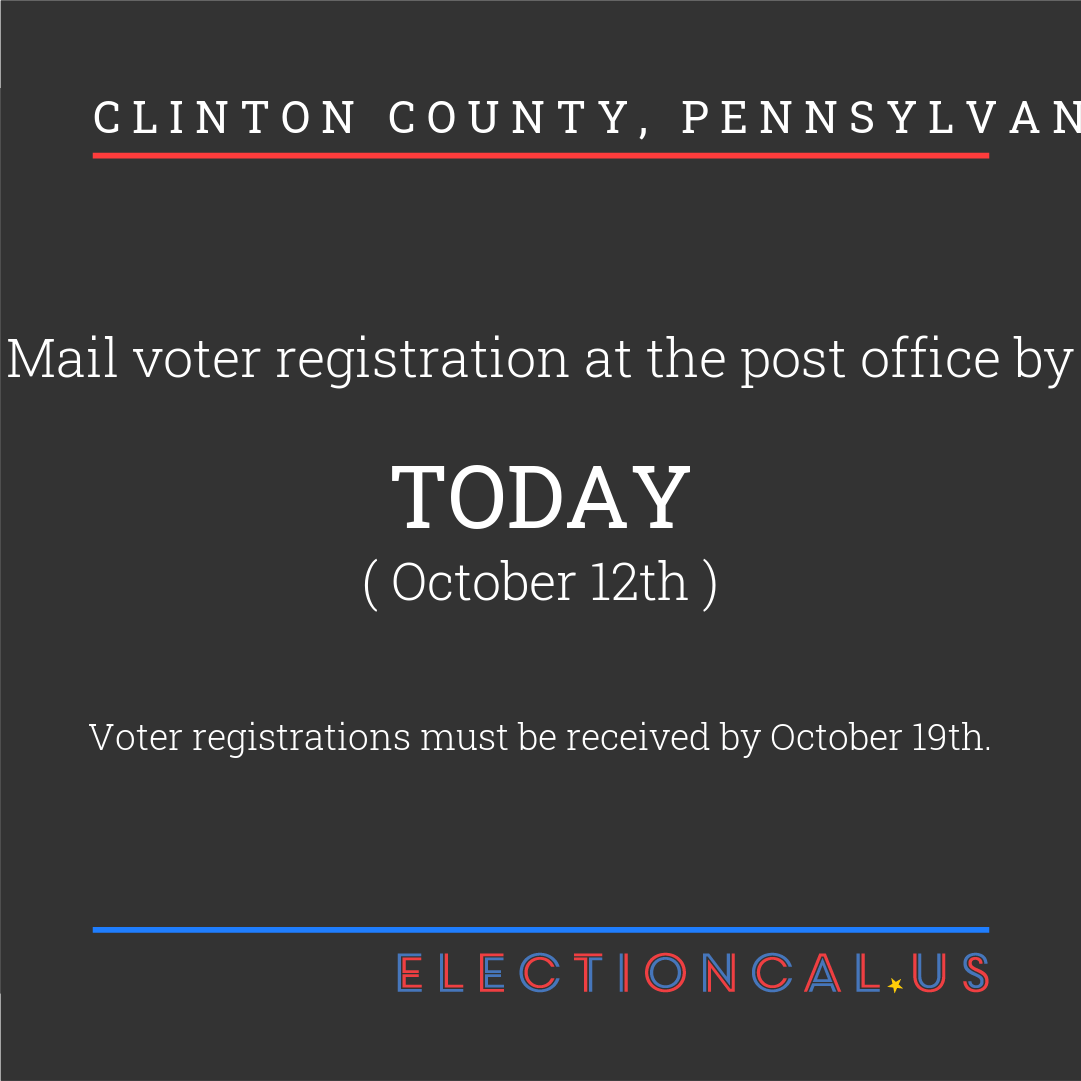 CLINTON COUNTY, PENNSYLVAN
Mail voter registration at the post office by
TODAY
( October 12th )
Voter registrations must be received by October 19th.
ELECTIONCAL.US